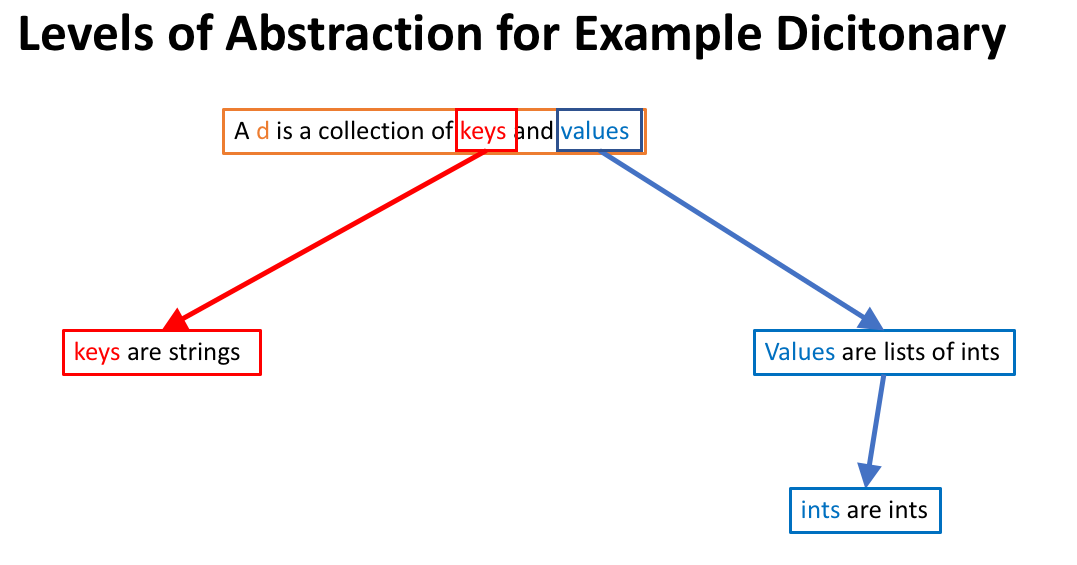 Levels of Abstraction for Example Dicitonary
A d is a collection of keys and values
keys are strings
Values are lists of ints
ints are ints